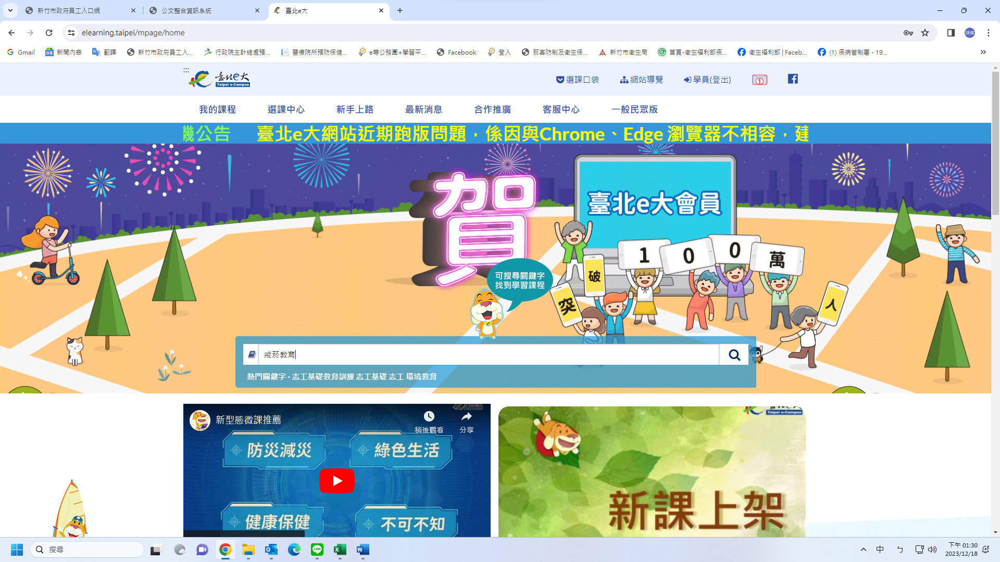 新竹市政府員工入口網
公文整合資訊系統
臺北e大
elearning.taipei/mpage/home
詩祺
Gmail
新聞內容
翻譯
新竹市政府員工入...
行政院主計總處預...
醫療院所預防保健...
e等公務園+學習平...
Facebook
登入
菸害防制及衛生保...
新竹市衛生局
首頁-衛生福利部疾...
衛生福利部 | Faceb...
(1) 疾病管制署 - 19...
:::
臺北e大
Taipei e-Campus
選課口袋
網站導覽
學員(登出)
1
我的課程
選課中心
新手上路
最新消息
合作推廣
客服中心
一般民眾版
機公告 臺北e大網站近期跑版問題，係因與Chrome、Edge 瀏覽器不相容，建
賀
臺北e大會員
突破100萬人
可搜尋關鍵字
找到學習課程
戒菸教育
熱門關鍵字 - 志工基礎教育訓練 志工基礎 志工 環境教育
新型態微課推薦
稍後觀看
分享
防災減災
綠色生活
健康保健
不可不知
Taipei e-Campus
新課上架
搜尋
中
ㄅ
下午 01:30
2023/12/18